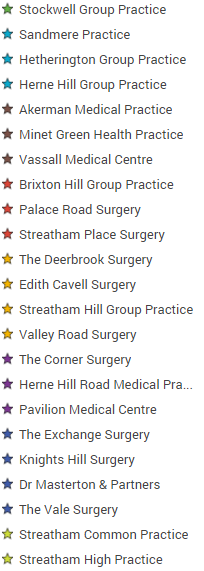 Stockwell Group Practice
Sandmere Practice
Hetherington Group Practice
Herne Hill Group Practice
Akerman Medical Practice
Minet Green Health Practice
Vassall Medical Centre
Brixton Hill Group Practice
Palace Road Surgery
Streatham Place Surgery
The Deerbrook Surgery
Edith Cavell Surgery
Streatham Hill Group Practice
Valley Road Surgery
The Corner Surgery
Herne Hill Road Medical Pra...
Pavilion Medical Centre
The Exchange Surgery
Knights Hill Surgery
Dr Masterton & Partners
The Vale Surgery
Streatham Common Practice
Streatham High Practice